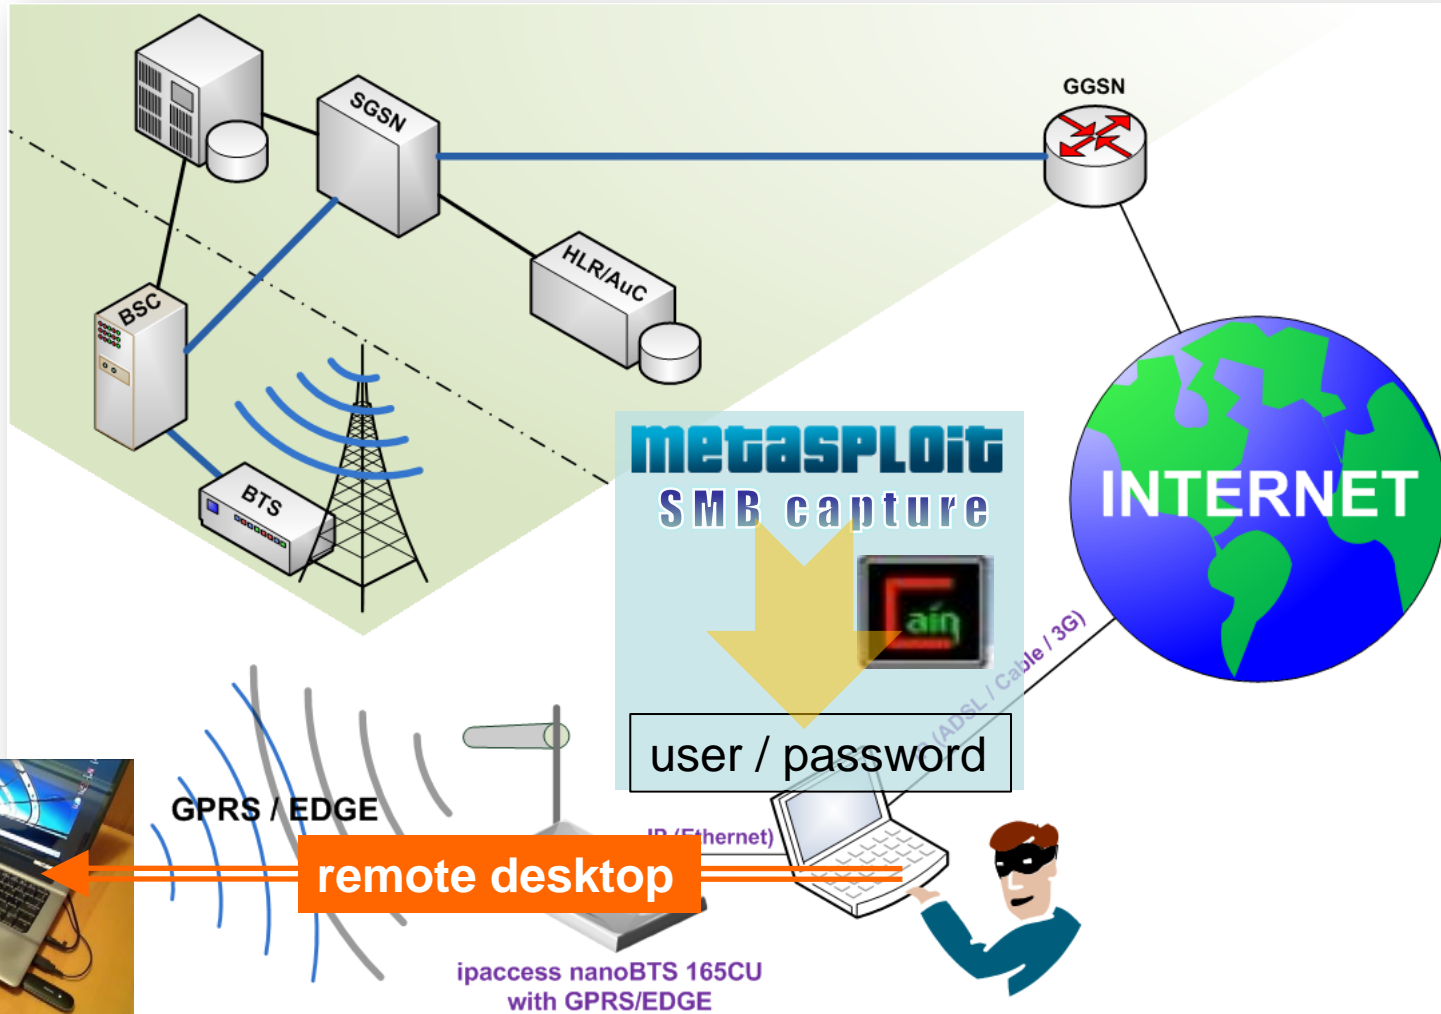 SGSN
GGSN
HLR/AuC
BSC
BTS
metasploit
SMB capture
INTERNET
Cain
(ADSL / Cable / 3G)
user / password
GPRS / EDGE
IP (Ethernet)
remote desktop
ipaccess nanoBTS 165CU
with GPRS/EDGE